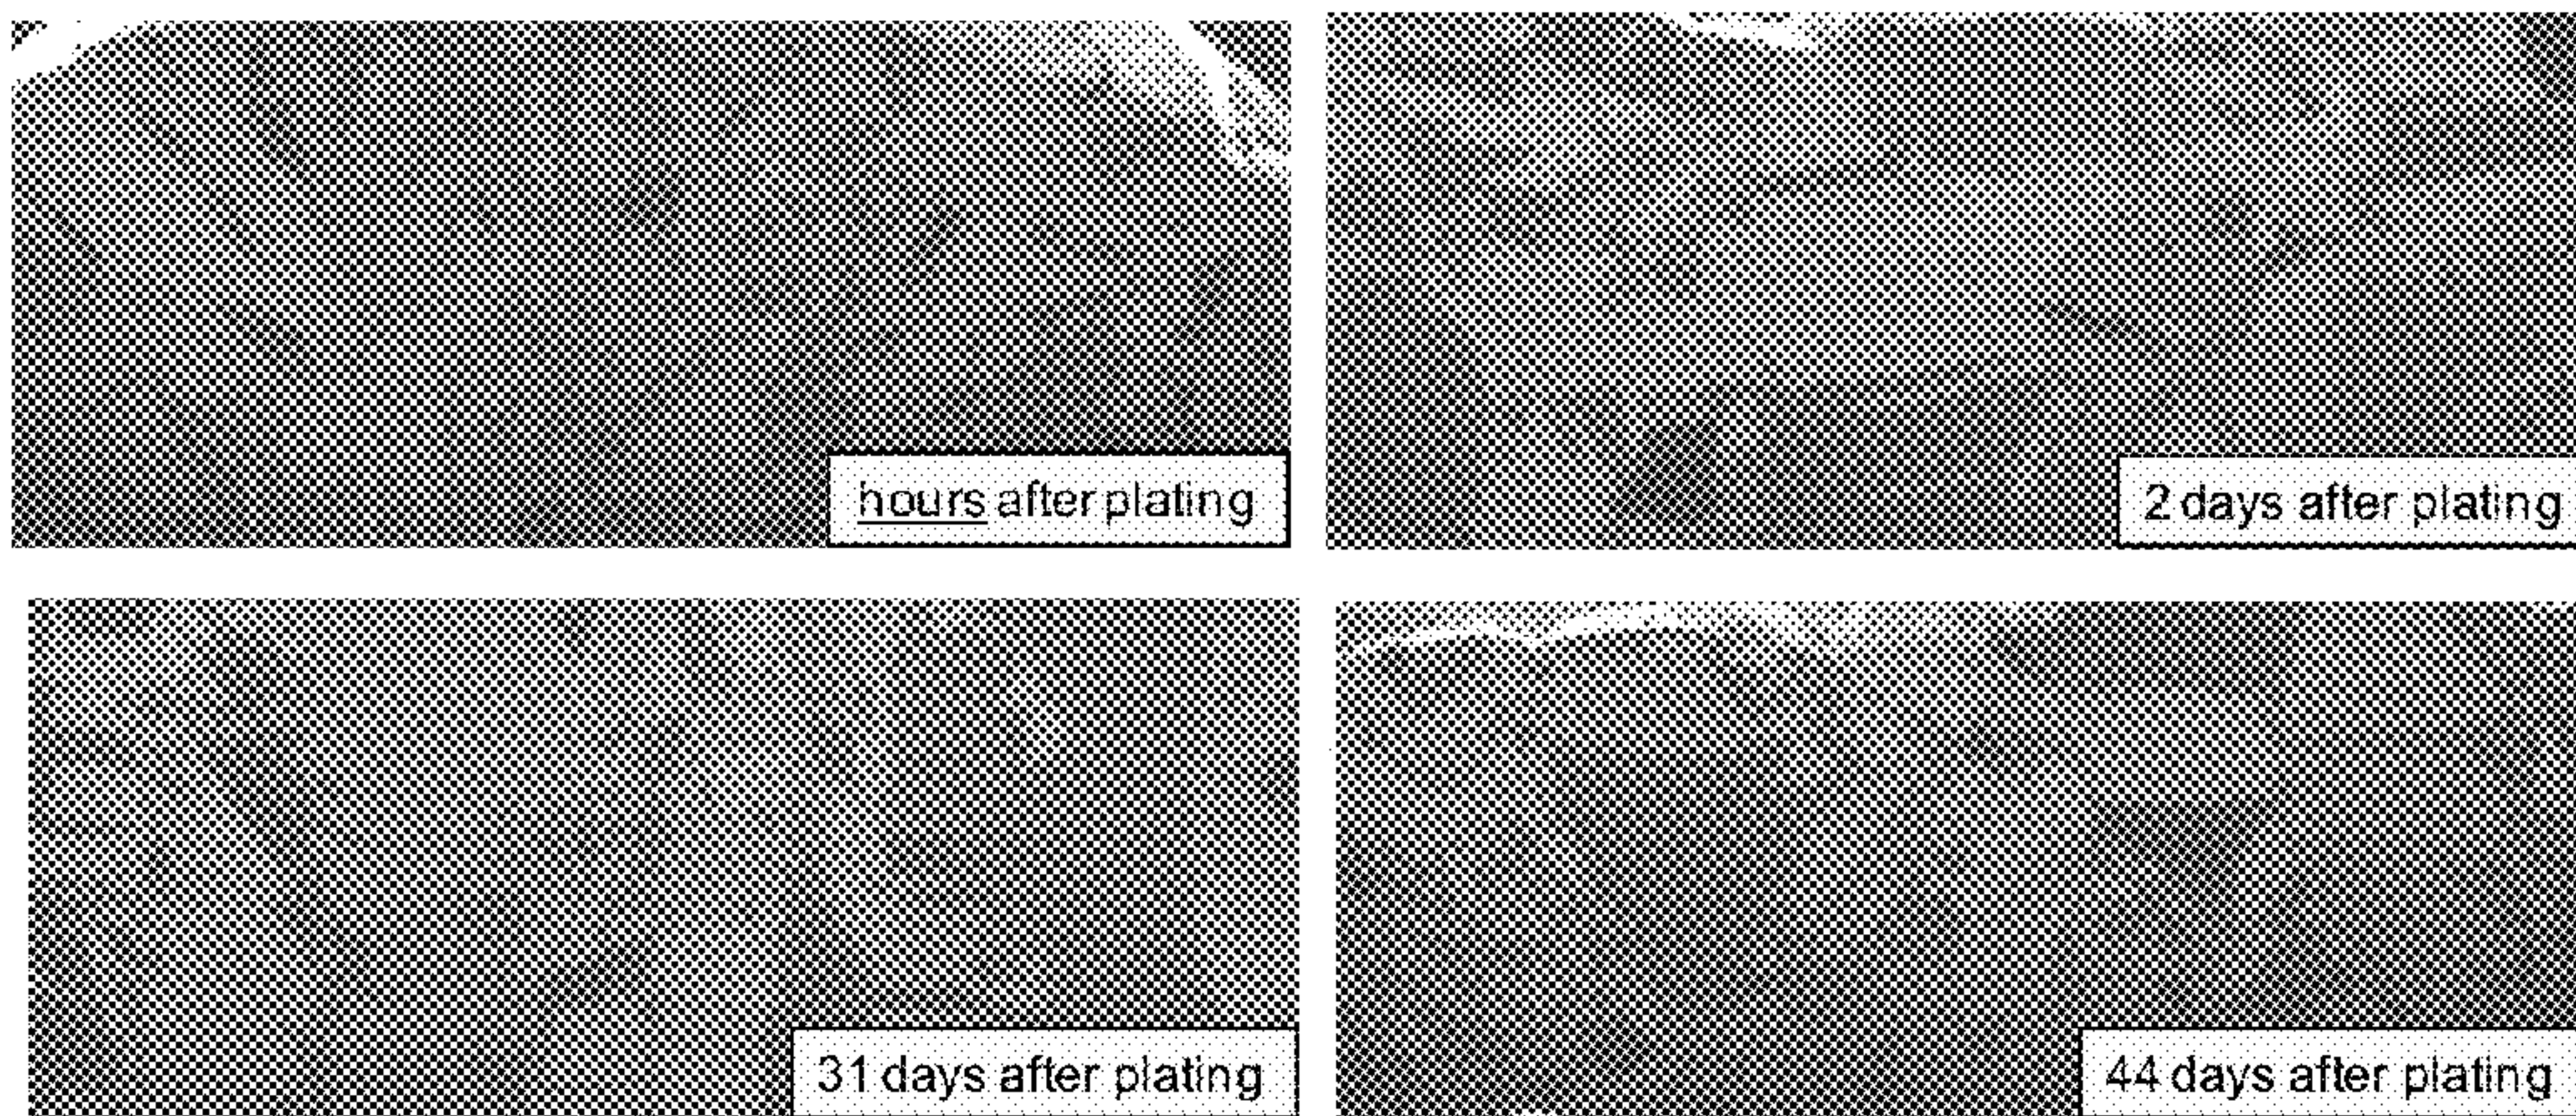 hours after plating
2 days after plating
31 days after plating
44 days after plating